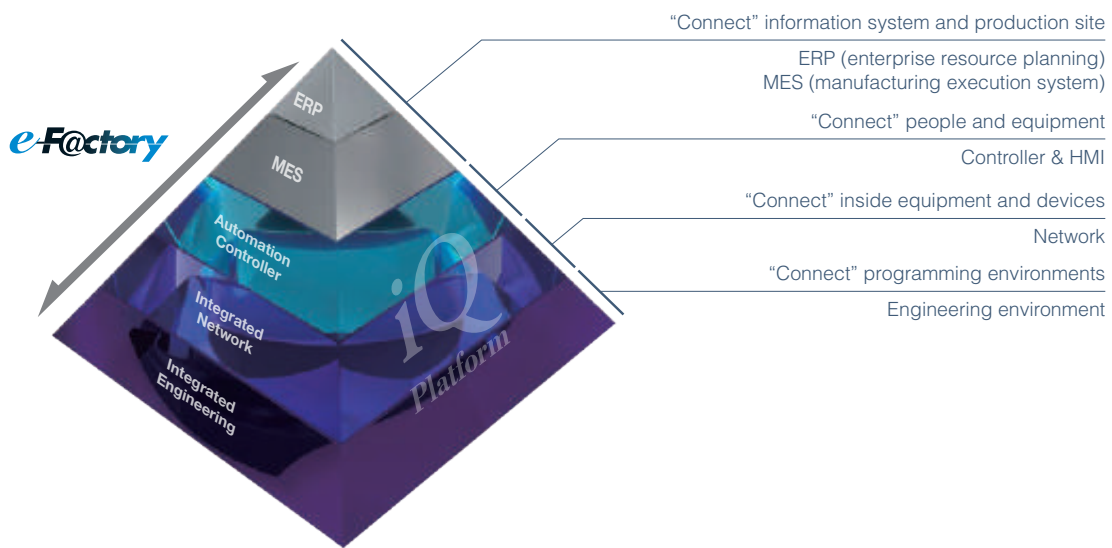 e-F@ctory
ERP
MES
Automation
Controller
Integrated
Network
Integrated
Engineering
iQ
Platform
“Connect” information system and production site
ERP (enterprise resource planning)
MES (manufacturing execution system)
“Connect” people and equipment
Controller & HMI
“Connect” inside equipment and devices
Network
“Connect” programming environments
Engineering environment